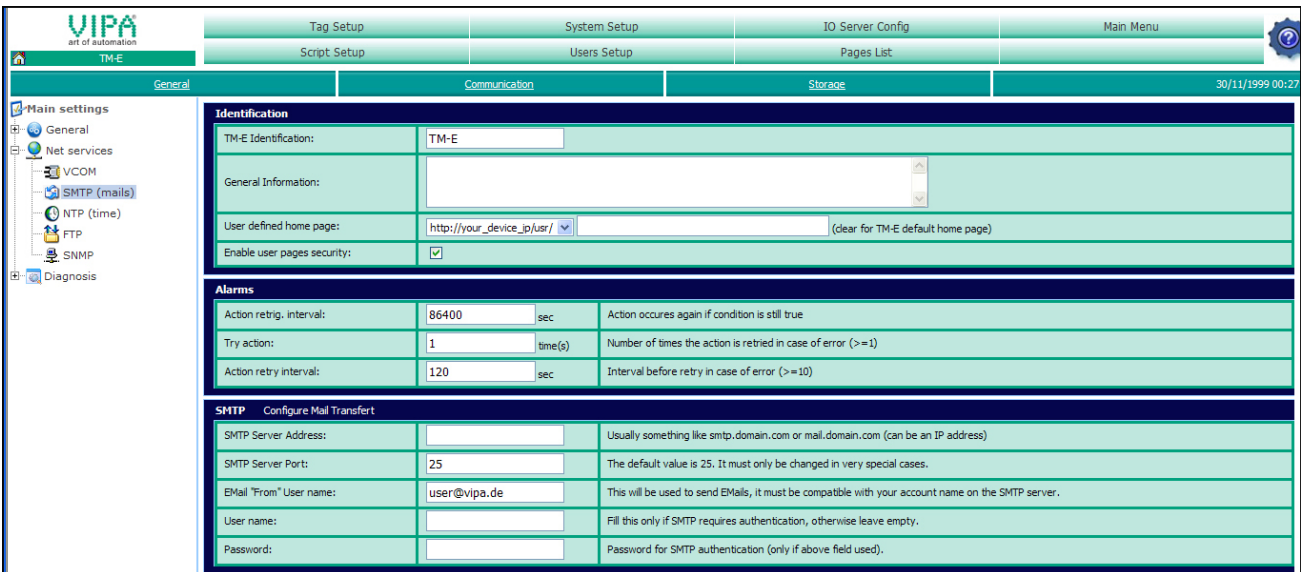 VIPA
art of automation
TM-E
Tag Setup
System Setup
IO Server Config
Main Menu
Script Setup
Users Setup
Pages List
General
Communication
Storage
30/11/1999 00:27
Main settings
General
Net services
VCOM
SMTP (mails)
NTP (time)
FTP
SNMP
Diagnosis
Identification
TM-E Identification: TM-E
General Information:
User defined home page: http://your_device_ip/usr/ (clear for TM-E default home page)
Enable user pages security:
Alarms
Action retrig. interval: 86400 sec Action occures again if condition is still true
Try action: 1 time(s) Number of times the action is retried in case of error (>=1)
Action retry interval: 120 sec Interval before retry in case of error (>=10)
SMTP Configure Mail Transfert
SMTP Server Address: Usually something like smtp.domain.com or mail.domain.com (can be an IP address)
SMTP Server Port: 25 The default value is 25. It must only be changed in very special cases.
EMail "From" User name: user@vipa.de This will be used to send EMails, it must be compatible with your account name on the SMTP server.
User name: Fill this only if SMTP requires authentication, otherwise leave empty.
Password: Password for SMTP authentication (only if above field used).